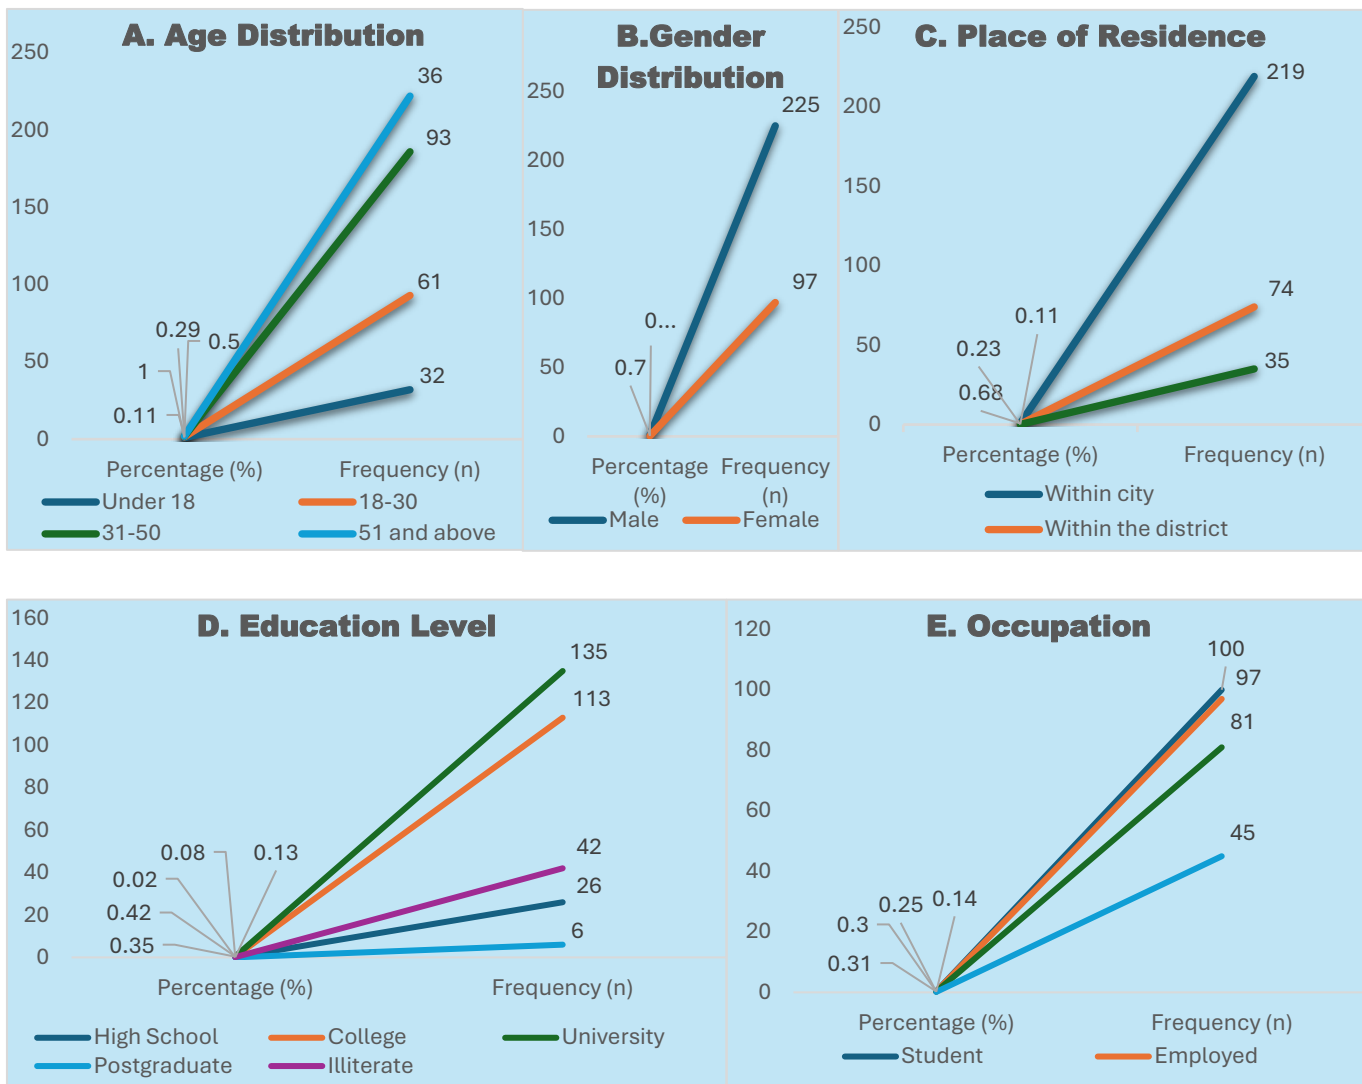 A. Age Distribution
250
200
150
100
50
0
36
93
61
32
0.29
0.5
1
0.11
Percentage (%)
Frequency (n)
Under 18
18-30
31-50
51 and above
B.Gender
Distribution
250
200
150
100
50
0
225
97
0...
0.7
Percentage
(%)
Frequency
(n)
Male
Female
C. Place of Residence
250
200
150
100
50
0
219
74
35
0.11
0.23
0.68
Percentage (%)
Frequency (n)
Within city
Within the district
D. Education Level
160
140
120
100
80
60
40
20
0
135
113
42
26
6
0.08
0.13
0.02
0.42
0.35
Percentage (%)
Frequency (n)
High School
College
University
Postgraduate
Illiterate
E. Occupation
120
100
80
60
40
20
0
100
97
81
45
0.25
0.14
0.3
0.31
Percentage (%)
Frequency (n)
Student
Employed